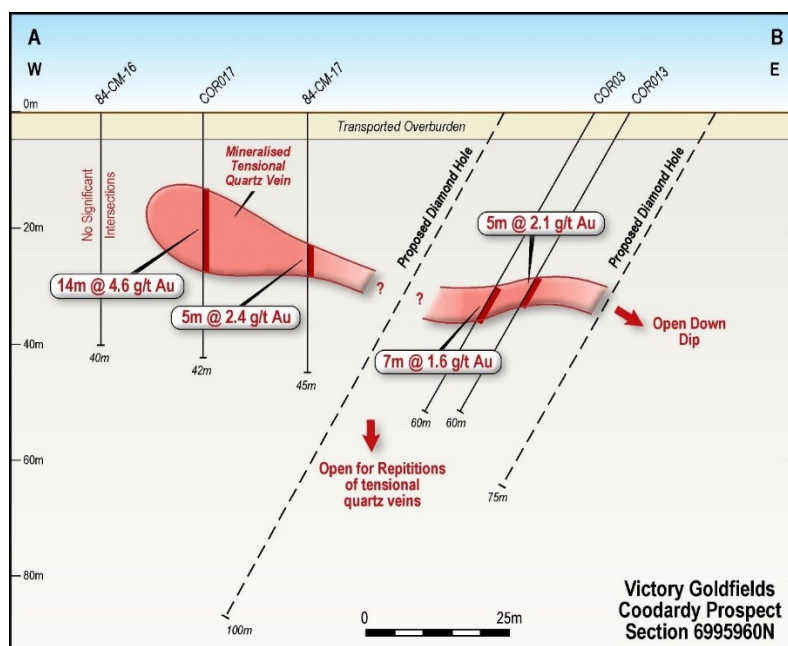 A
W
B
E
84-CM-16
COR017
84-CM-17
COR03
COR013
0m
Transported Overburden
Mineralised
Tensional
Quartz Vein
No Significant
Intersections
Proposed Diamond Hole
Proposed Diamond Hole
20m
5m @ 2.1 g/t Au
14m @ 4.6 g/t Au
?
?
5m @ 2.4 g/t Au
Open Down
Dip
7m @ 1.6 g/t Au
40m
40m
42m
45m
60m
60m
60m
Open for Repititions
of tensional
quartz veins
75m
80m
100m
0
25m
Victory Goldfields
Coodardy Prospect
Section 6995960N